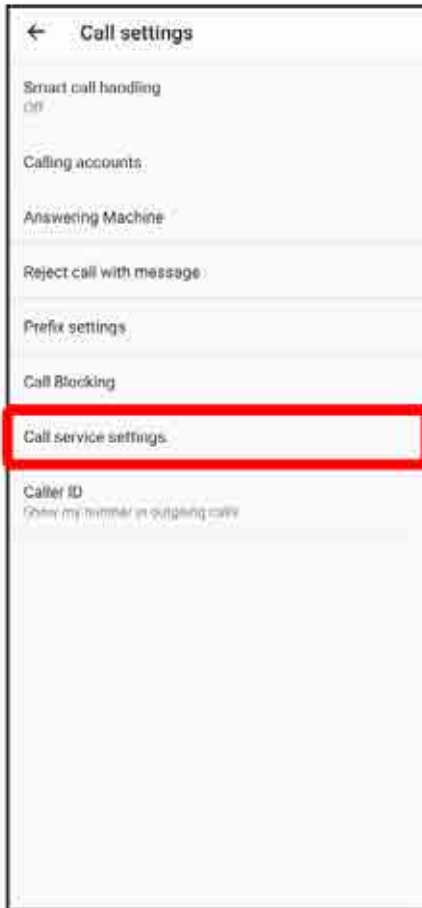 Call settings
Smart call handling
Off
Calling accounts
Answering Machine
Reject call with message
Prefix settings
Call Blocking
Call service settings
Caller ID
Show my number in outgoing calls